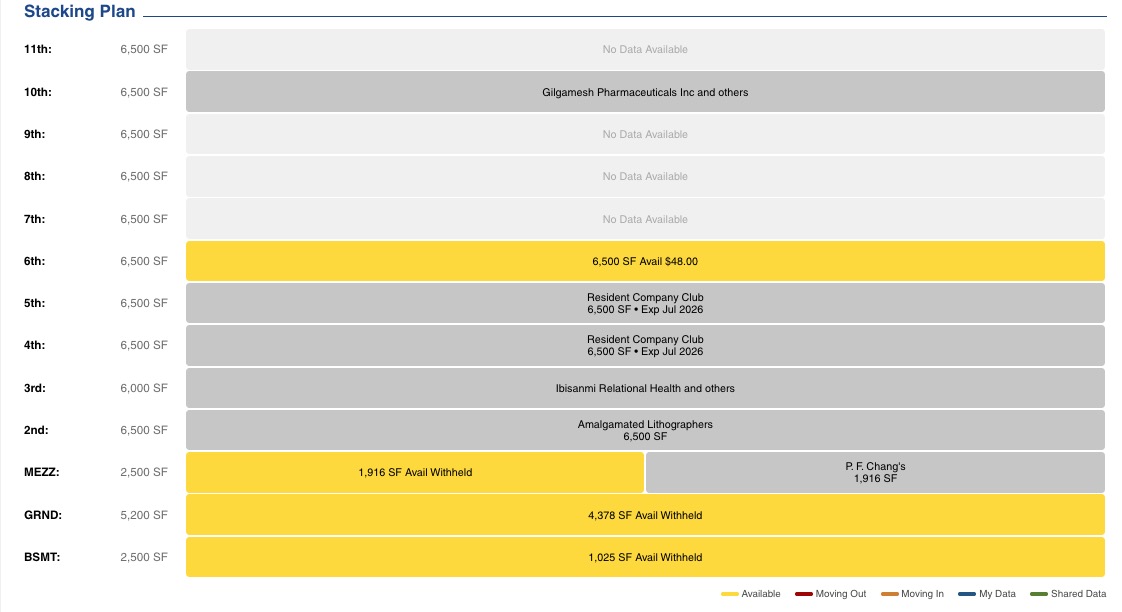 Stacking Plan
11th: 6,500 SF No Data Available
10th: 6,500 SF Gilgamesh Pharmaceuticals Inc and others
9th: 6,500 SF No Data Available
8th: 6,500 SF No Data Available
7th: 6,500 SF No Data Available
6th: 6,500 SF 6,500 SF Avail $48.00
5th: 6,500 SF Resident Company Club
6,500 SF • Exp Jul 2026
4th: 6,500 SF Resident Company Club
6,500 SF • Exp Jul 2026
3rd: 6,000 SF Ibisanmi Relational Health and others
2nd: 6,500 SF Amalgamated Lithographers
6,500 SF
MEZZ: 2,500 SF 1,916 SF Avail Withheld P. F. Chang's
1,916 SF
GRND: 5,200 SF 4,378 SF Avail Withheld
BSMT: 2,500 SF 1,025 SF Avail Withheld
Available Moving Out Moving In My Data Shared Data